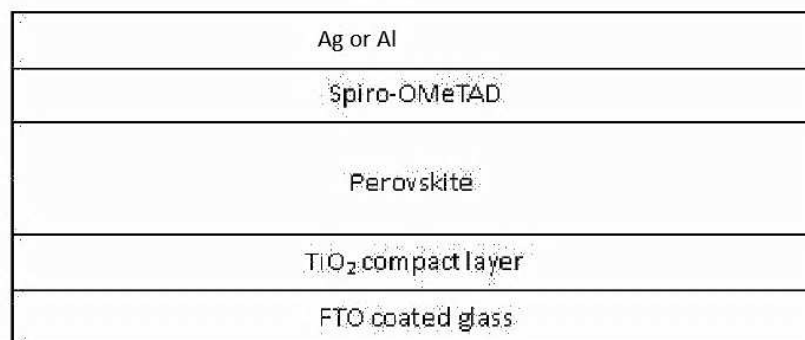 Ag or Al
Spiro-OMeTAD
Perovskite
TiO₂ compact layer
FTO coated glass